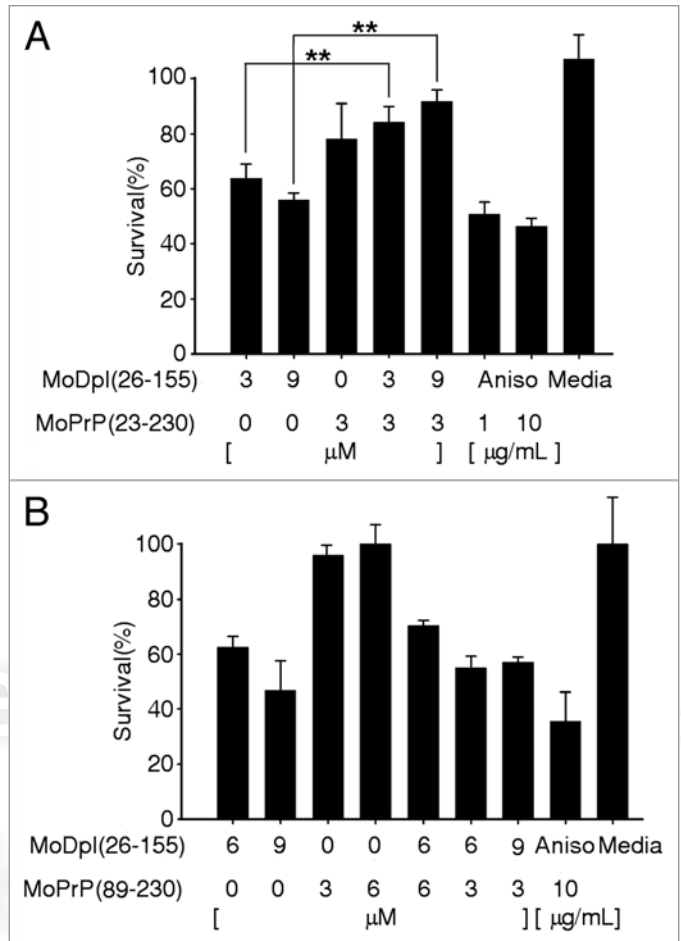 A
**
**
100
80
60
40
20
0
Survival(%)
MoDpl(26-155) 3 9 0 3 9 Aniso Media
MoPrP(23-230) 0 0 3 3 3 1 10
[ μM ] [ μg/mL ]
B
100
80
60
40
20
0
Survival(%)
MoDpl(26-155) 6 9 0 0 6 6 9 Aniso Media
MoPrP(89-230) 0 0 3 6 6 3 3 10
[ μM ] [ μg/mL]